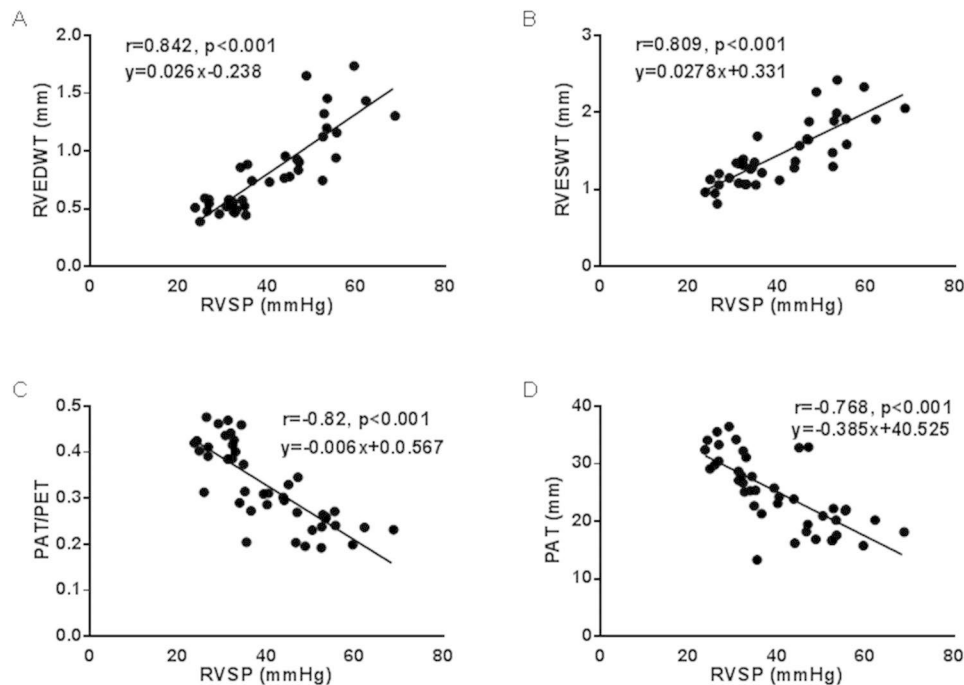 A
r=0.842, p<0.001
y=0.026x-0.238
RVEDWT (mm)
2.0
1.5
1.0
0.5
0.0
0 20 40 60 80
RVSP (mmHg)
B
r=0.809, p<0.001
y=0.0278x+0.331
RVESWT (mm)
3
2
1
0
0 20 40 60 80
RVSP (mmHg)
C
r=-0.82, p<0.001
y=-0.006x+0.0.567
PAT/PET
0.5
0.4
0.3
0.2
0.1
0.0
0 20 40 60 80
RVSP (mmHg)
D
r=-0.768, p<0.001
y=-0.385x+40.525
PAT (mm)
40
30
20
10
0
0 20 40 60 80
RVSP (mmHg)